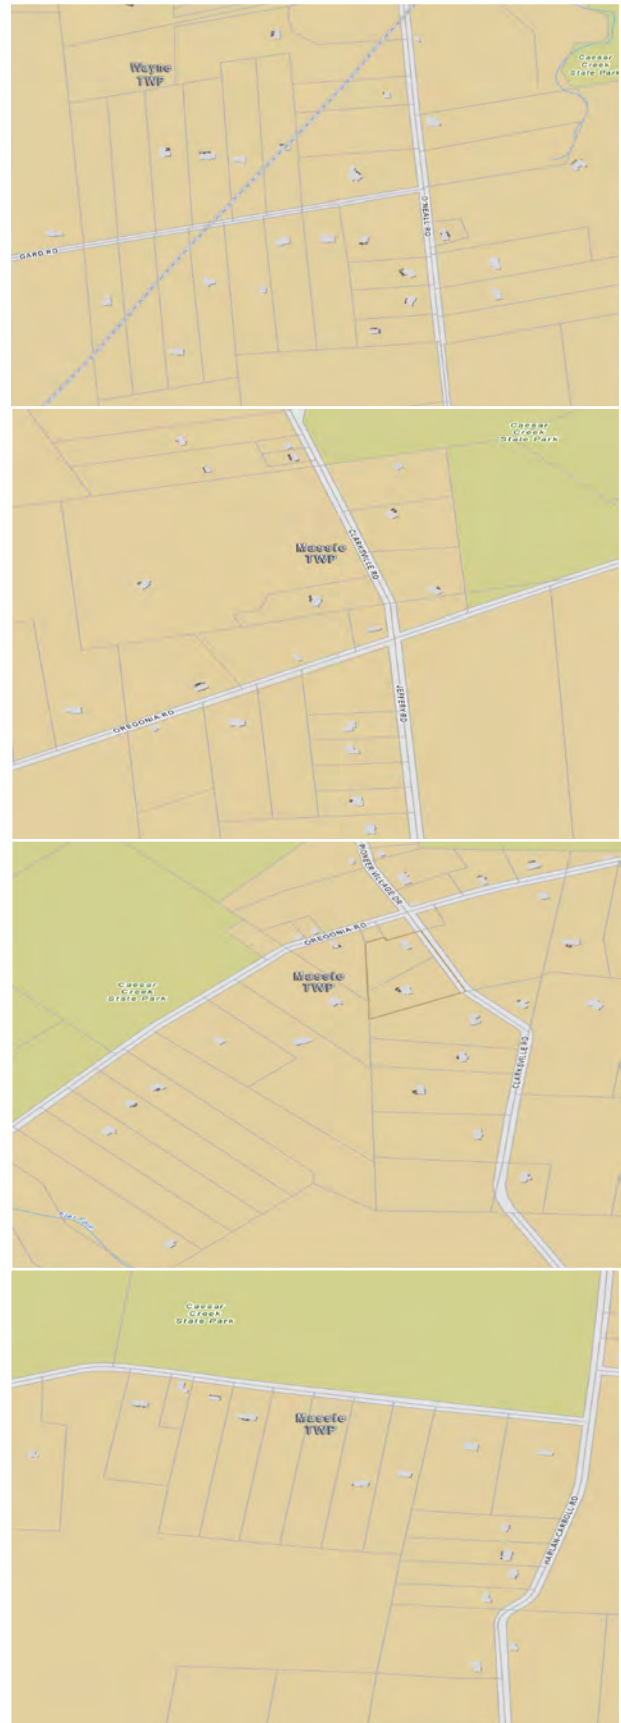 Wayne
TWP
Caesar
Creek
State Park
GARD RD
O'NEALL RD
Caesar
Creek
State Park
Massie
TWP
CLARKSVILLE RD
JEFFERY RD
OREGONIA RD
PIONEER VILLAGE DR
OREGONIA RD
Massie
TWP
Caesar
Creek
State Park
CLARKSVILLE RD
Caesar
Creek
State Park
Massie
TWP
HARLAN-CARROLL RD